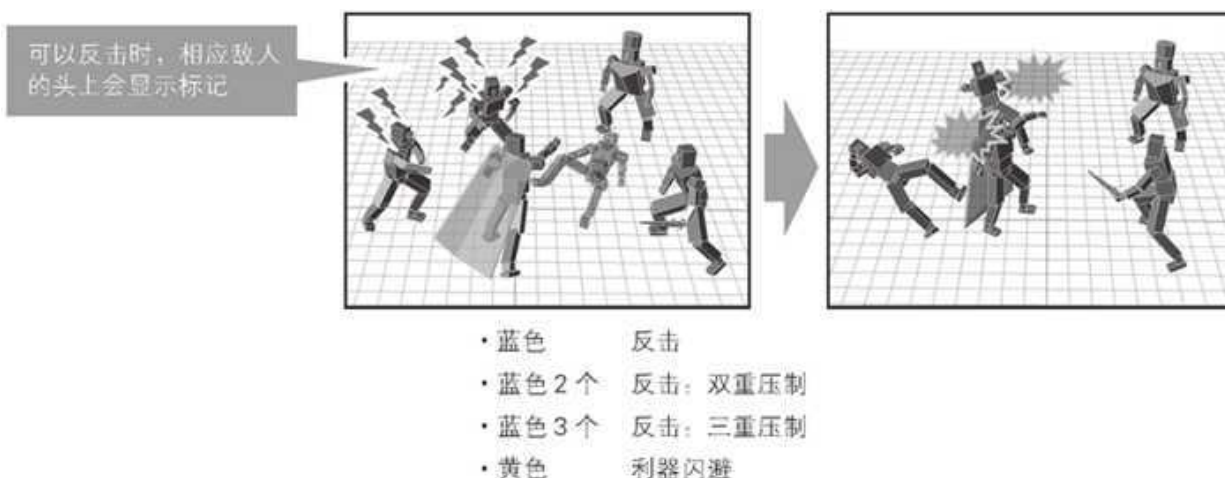 可以反击时，相应敌人
的头上会显示标记
・蓝色 反击
・蓝色2个 反击：双重压制
・蓝色3个 反击：三重压制
・黄色 利器闪避